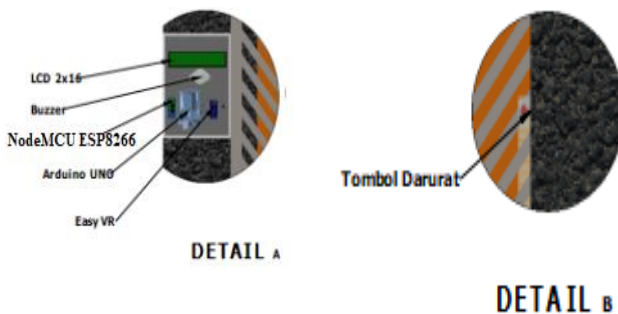 LCD 2x16
Buzzer
NodeMCU ESP8266
Arduino UNO
Easy VR
DETAIL A
Tombol Darurat
DETAIL B